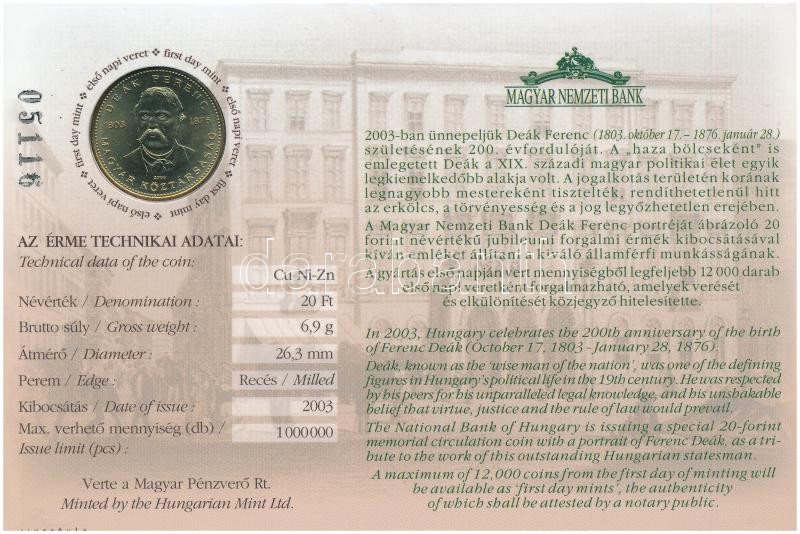 05116
első napi veret ❖ first day mint ❖ első napi veret ❖ first day mint ❖ első napi veret ❖ first day mint ❖
DEÁK FERENC
1803 1876
2003
MAGYAR KÖZTÁRSASÁG
AZ ÉRME TECHNIKAI ADATAI:
Technical data of the coin:
Cu Ni-Zn
Névérték / Denomination : 20 Ft
Brutto súly / Gross weight : 6,9 g
Átmérő / Diameter : 26,3 mm
Perem / Edge : Recés / Milled
Kibocsátás / Date of issue : 2003
Max. verhető mennyiség (db) /
Issue limit (pcs) : 1 000 000
Verte a Magyar Pénzverő Rt.
Minted by the Hungarian Mint Ltd.
MAGYAR NEMZETI BANK
2003-ban ünnepeljük Deák Ferenc (1803. október 17. – 1876. január 28.)
születésének 200. évfordulóját. A „haza bölcseként" is
emlegetett Deák a XIX. századi magyar politikai élet egyik
legkiemelkedőbb alakja volt. A jogalkotás területén korának
legnagyobb mestereként tisztelték, rendíthetetlenül hitt
az erkölcs, a törvényesség és a jog legyőzhetetlen erejében.
A Magyar Nemzeti Bank Deák Ferenc portréját ábrázoló 20
forint névértékű jubileumi forgalmi érmék kibocsátásával
kíván emléket állítani a kiváló államférfi munkásságának.
A gyártás első napján vert mennyiségből legfeljebb 12 000 darab
első napi veretként forgalmazható, amelyek verését
és elkülönítését közjegyző hitelesítette.
In 2003, Hungary celebrates the 200th anniversary of the birth
of Ferenc Deák (October 17, 1803 - January 28, 1876).
Deák, known as the 'wise man of the nation', was one of the defining
figures in Hungary's political life in the 19th century. He was respected
by his peers for his unparalleled legal knowledge, and his unshakable
belief that virtue, justice and the rule of law would prevail.
The National Bank of Hungary is issuing a special 20-forint
memorial circulation coin with a portrait of Ferenc Deák, as a tri-
bute to the work of this outstanding Hungarian statesman.
A maximum of 12,000 coins from the first day of minting will
be available as 'first day mints', the authenticity
of which shall be attested by a notary public.
darabanth